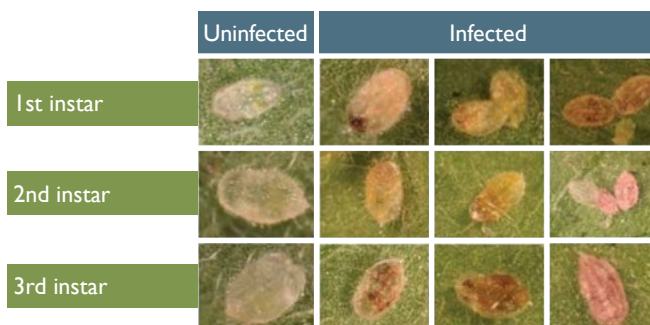 Uninfected
Infected
1st instar
2nd instar
3rd instar